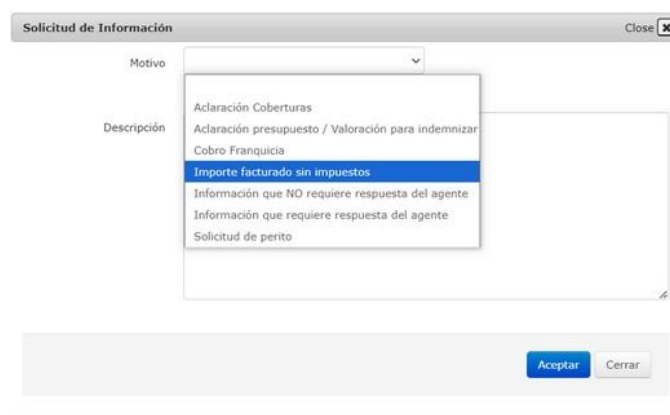 Solicitud de Información Close
Motivo
Aclaración Coberturas
Descripción Aclaración presupuesto / Valoración para indemnizar
Cobro Franquicia
Importe facturado sin impuestos
Información que NO requiere respuesta del agente
Información que requiere respuesta del agente
Solicitud de perito
Aceptar Cerrar